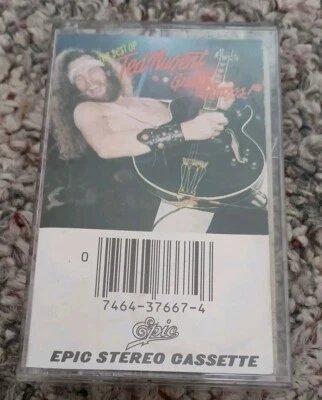 THE BEST OF
Ted Nugent
Great
Gonzos!
0
7464-37667-4
Epic
EPIC STEREO CASSETTE